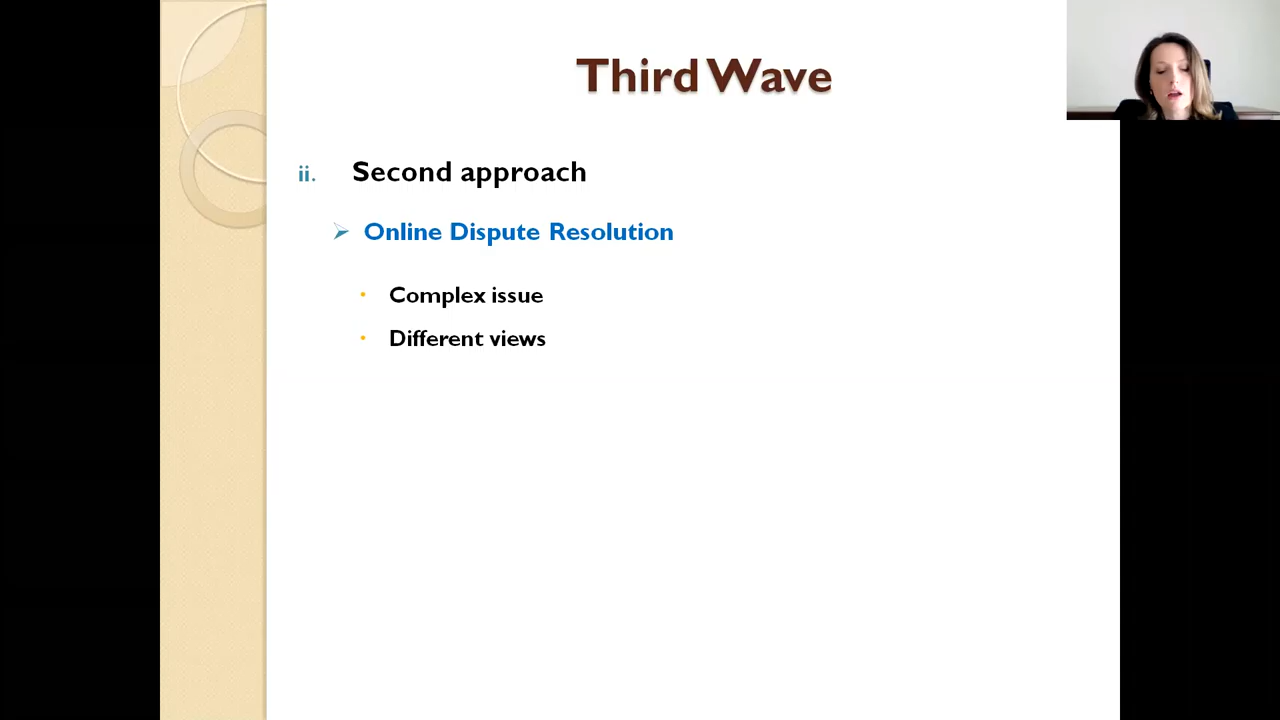 Third Wave
ii. Second approach
➢ Online Dispute Resolution
• Complex issue
• Different views